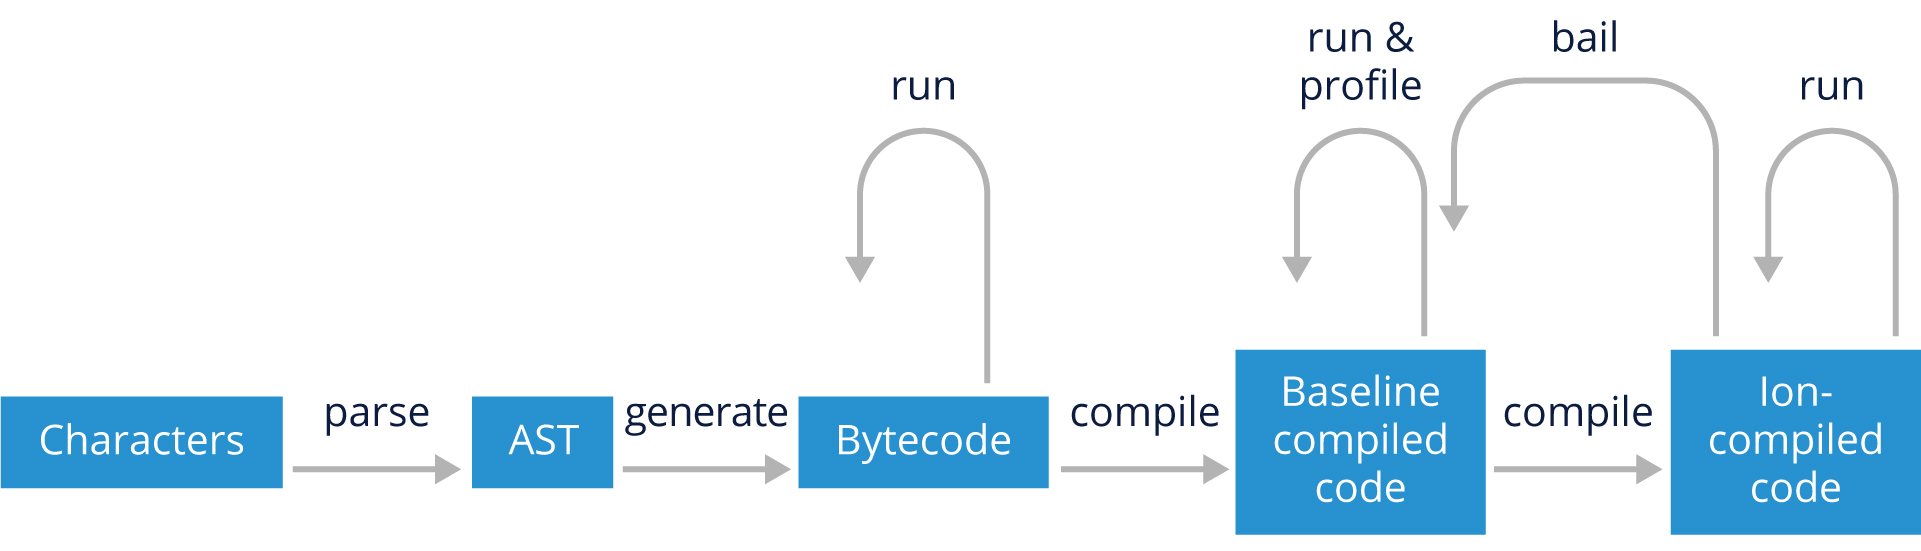 run &
profile
bail
run
run
Characters
parse
AST
generate
Bytecode
compile
Baseline
compiled
code
compile
Ion-
compiled
code